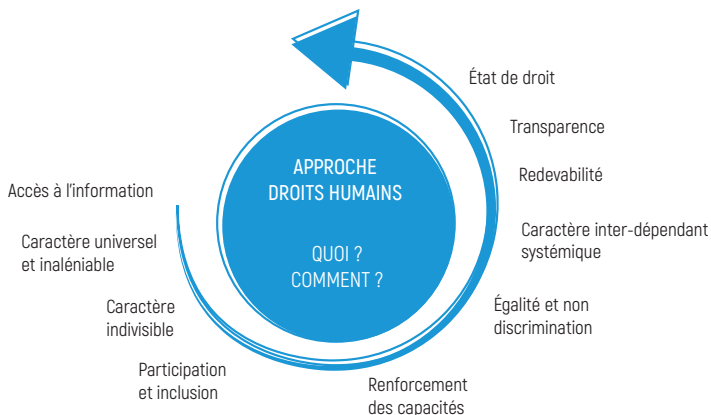 État de droit
Transparence
Redevabilité
Caractère inter-dépendant
systémique
Égalité et non
discrimination
Renforcement
des capacités
Participation
et inclusion
Caractère
indivisible
Caractère universel
et inaléniable
Accès à l'information
APPROCHE
DROITS HUMAINS
QUOI ?
COMMENT ?